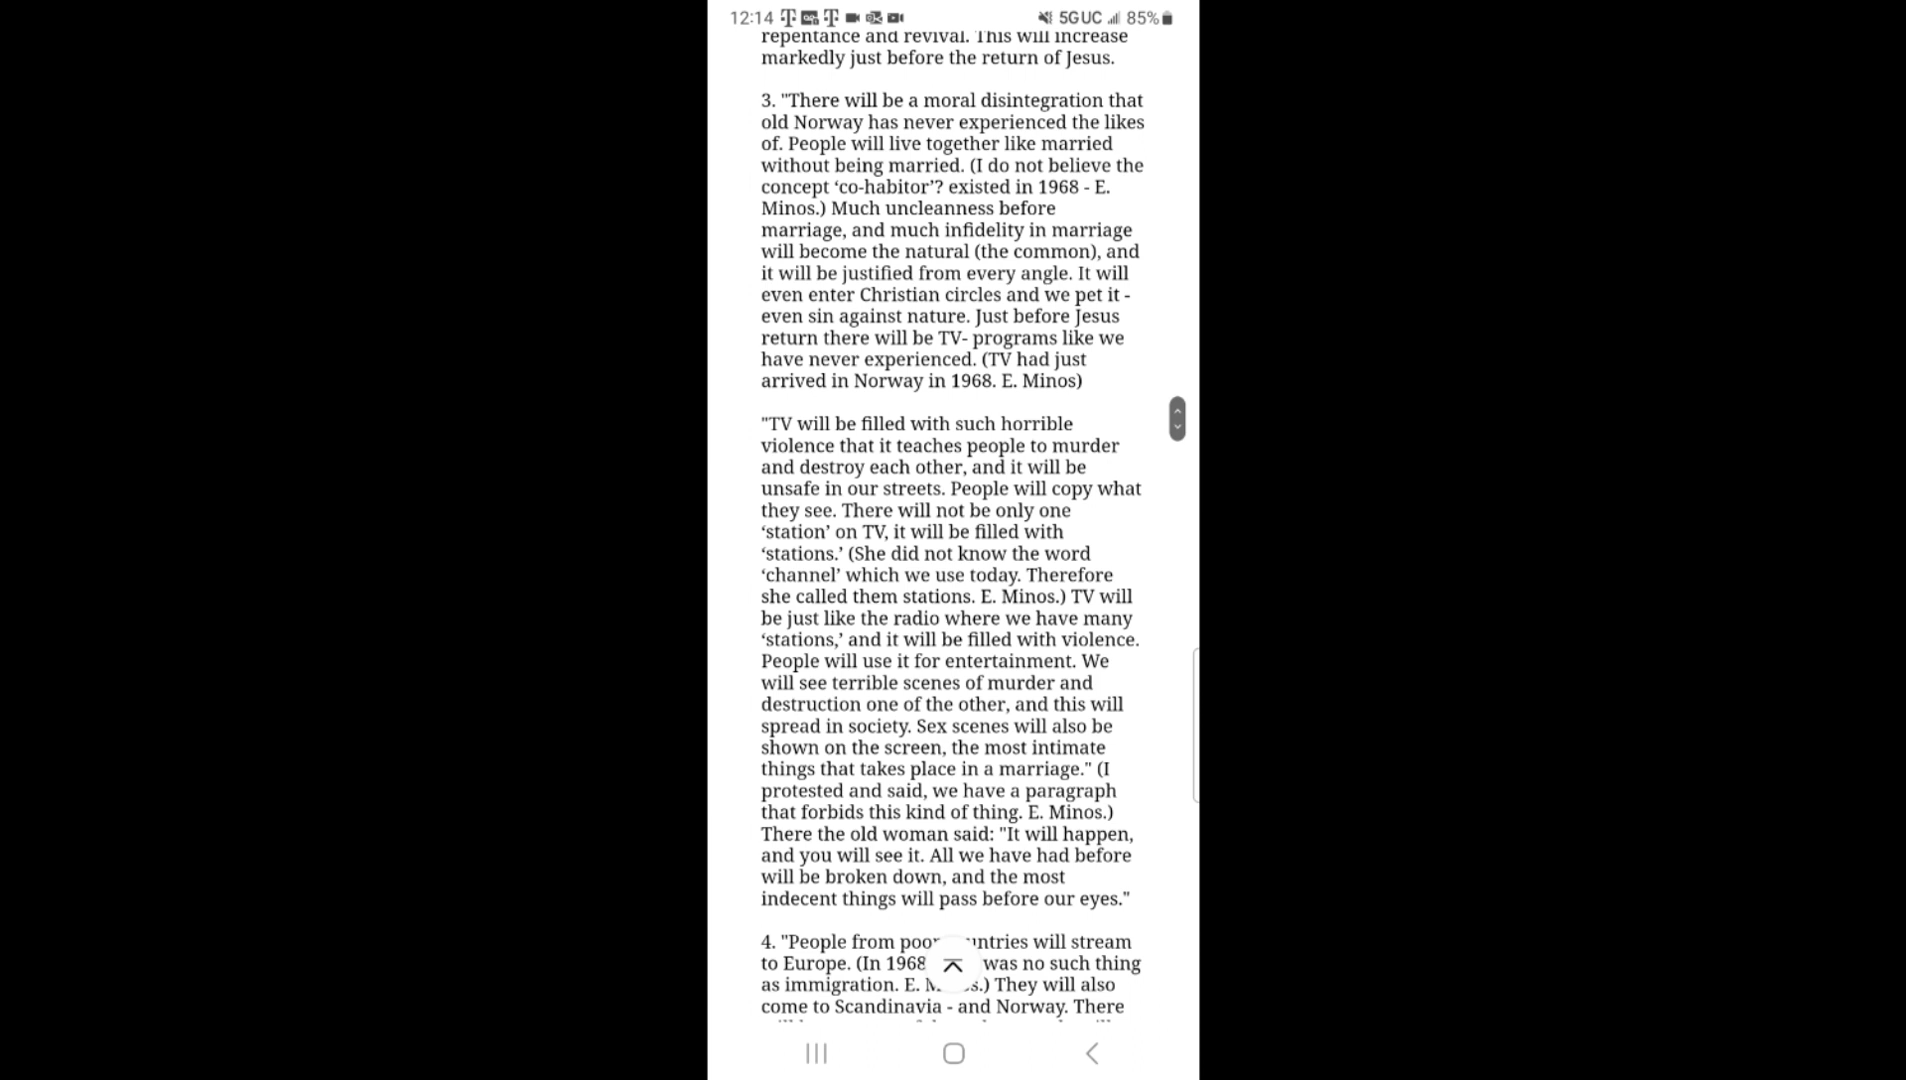 12:14
5G UC 85%
repentance and revival. This will increase
markedly just before the return of Jesus.
3. "There will be a moral disintegration that
old Norway has never experienced the likes
of. People will live together like married
without being married. (I do not believe the
concept ‘co-habitor’? existed in 1968 - E.
Minos.) Much uncleanness before
marriage, and much infidelity in marriage
will become the natural (the common), and
it will be justified from every angle. It will
even enter Christian circles and we pet it -
even sin against nature. Just before Jesus
return there will be TV- programs like we
have never experienced. (TV had just
arrived in Norway in 1968. E. Minos)
"TV will be filled with such horrible
violence that it teaches people to murder
and destroy each other, and it will be
unsafe in our streets. People will copy what
they see. There will not be only one
‘station’ on TV, it will be filled with
‘stations.’ (She did not know the word
‘channel’ which we use today. Therefore
she called them stations. E. Minos.) TV will
be just like the radio where we have many
‘stations,’ and it will be filled with violence.
People will use it for entertainment. We
will see terrible scenes of murder and
destruction one of the other, and this will
spread in society. Sex scenes will also be
shown on the screen, the most intimate
things that takes place in a marriage." (I
protested and said, we have a paragraph
that forbids this kind of thing. E. Minos.)
There the old woman said: "It will happen,
and you will see it. All we have had before
will be broken down, and the most
indecent things will pass before our eyes."
4. "People from will stream
to Europe. (In 1968 was no such thing
as immigration. E. They will also
come to Scandinavia - and Norway. There